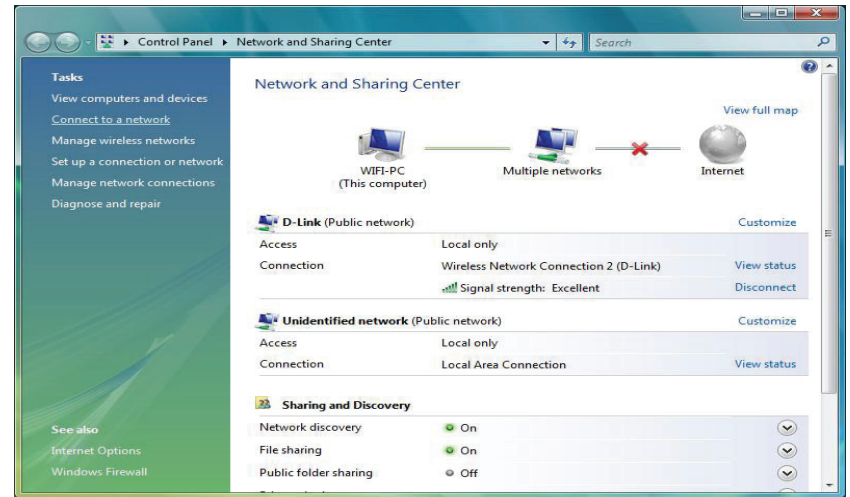 Control Panel Network and Sharing Center Search
Tasks
View computers and devices
Connect to a network
Manage wireless networks
Set up a connection or network
Manage network connections
Diagnose and repair
See also
Internet Options
Windows Firewall
Network and Sharing Center
View full map
WIFI-PC
(This computer)
Multiple networks
Internet
D-Link (Public network) Customize
Access Local only
Connection Wireless Network Connection 2 (D-Link) View status
Signal strength: Excellent Disconnect
Unidentified network (Public network) Customize
Access Local only
Connection Local Area Connection View status
Sharing and Discovery
Network discovery On
File sharing On
Public folder sharing Off